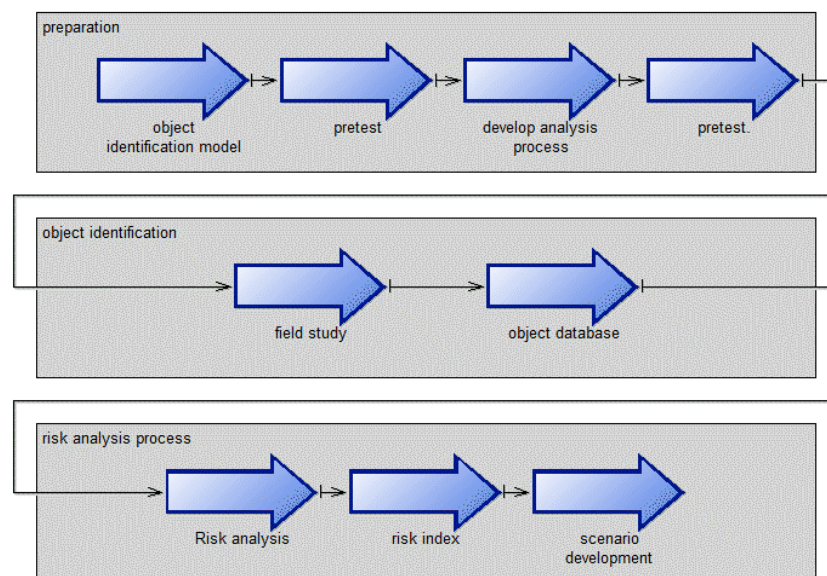 preparation
object
identification model
pretest
develop analysis
process
pretest.
object identification
field study
object database
risk analysis process
Risk analysis
risk index
scenario
development